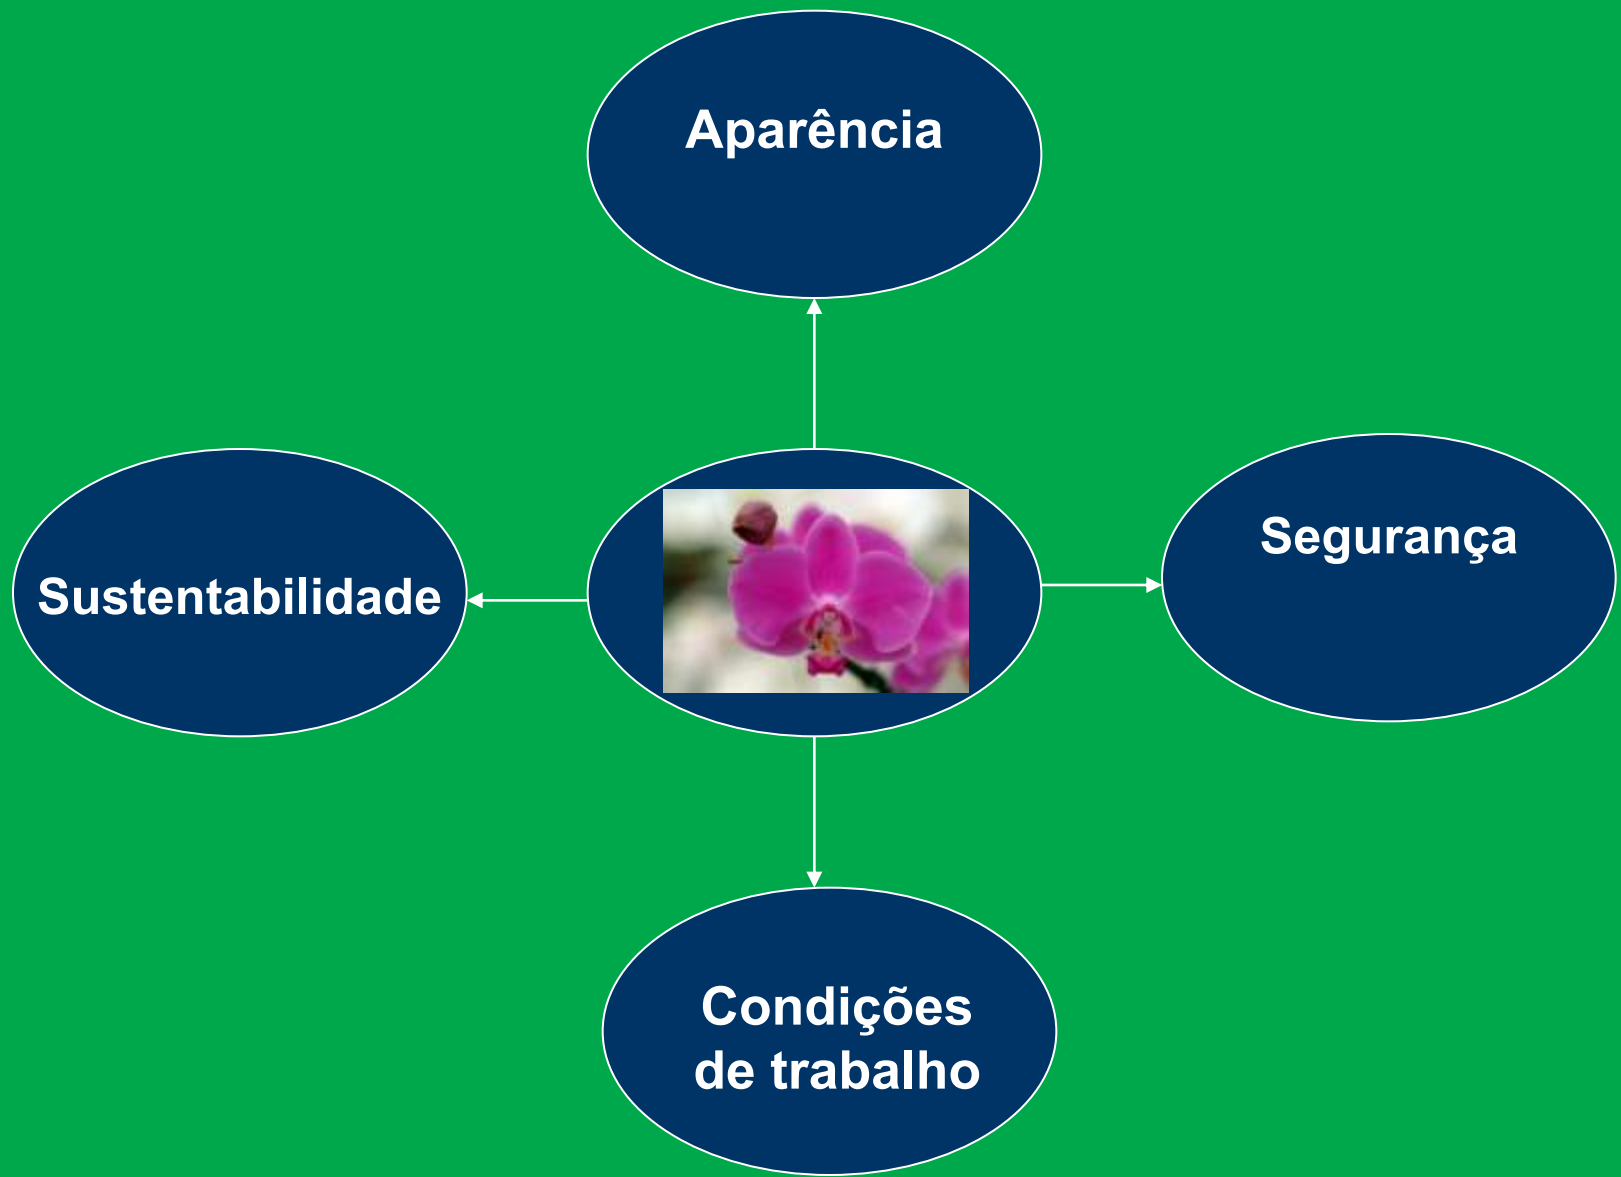 Aparência
Segurança
Sustentabilidade
Condições
de trabalho